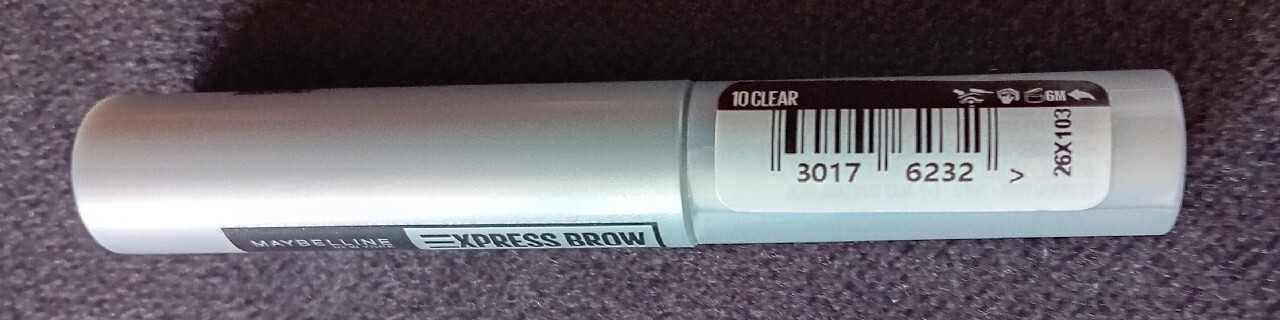 10 CLEAR
6M
3017 6232 >
26X103
MAYBELLINE
EXPRESS BROW